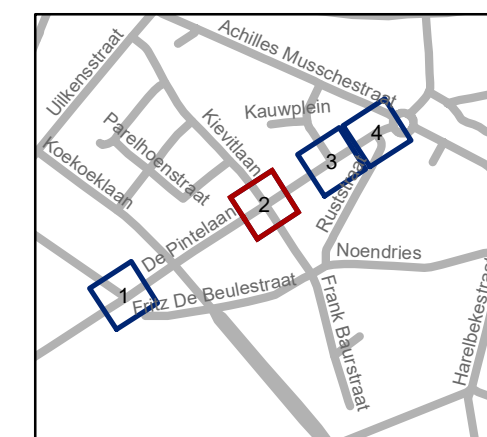 Achilles Musschestraat
Uilkensstraat
Kauwplein
Kievitlaan
Parelhoenstraat
Koekoeklaan
4
3
2
Ruststraat
De Pintelaan
Noendries
1
Fritz De Beulestraat
Frank Baurstraat
Harelbekestraat